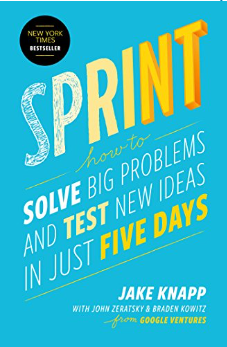 NEW YORK
TIMES
BESTSELLER
SPRINT
how to
SOLVE BIG PROBLEMS
AND TEST NEW IDEAS
IN JUST FIVE DAYS
JAKE KNAPP
WITH JOHN ZERATSKY & BRADEN KOWITZ
from GOOGLE VENTURES